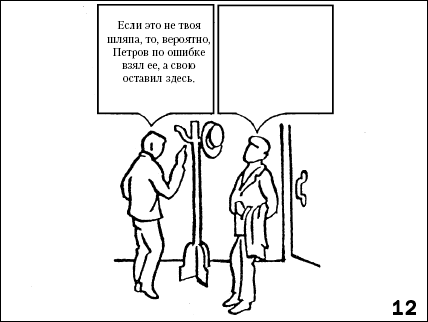 Если это не твоя
шляпа, то, вероятно,
Петров по ошибке
взял ее, а свою
оставил здесь.
12